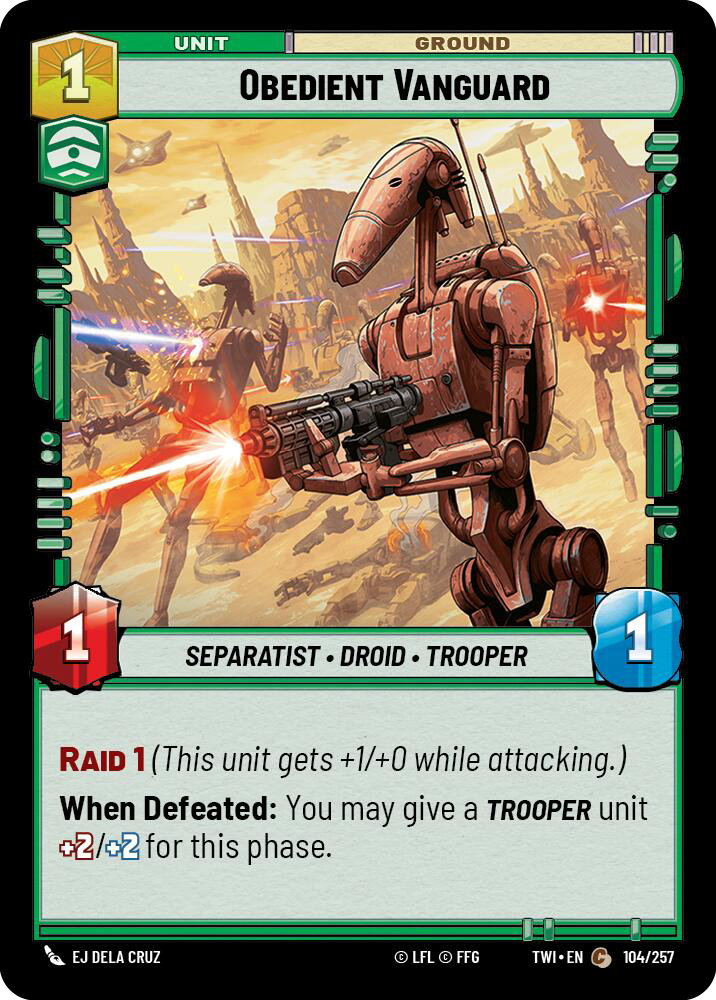 UNIT
GROUND
1
OBEDIENT VANGUARD
1
SEPARATIST • DROID • TROOPER
1
RAID 1 (This unit gets +1/+0 while attacking.)
When Defeated: You may give a TROOPER unit
+2/+2 for this phase.
EJ DELA CRUZ
© LFL © FFG
TWI • EN
C
104/257